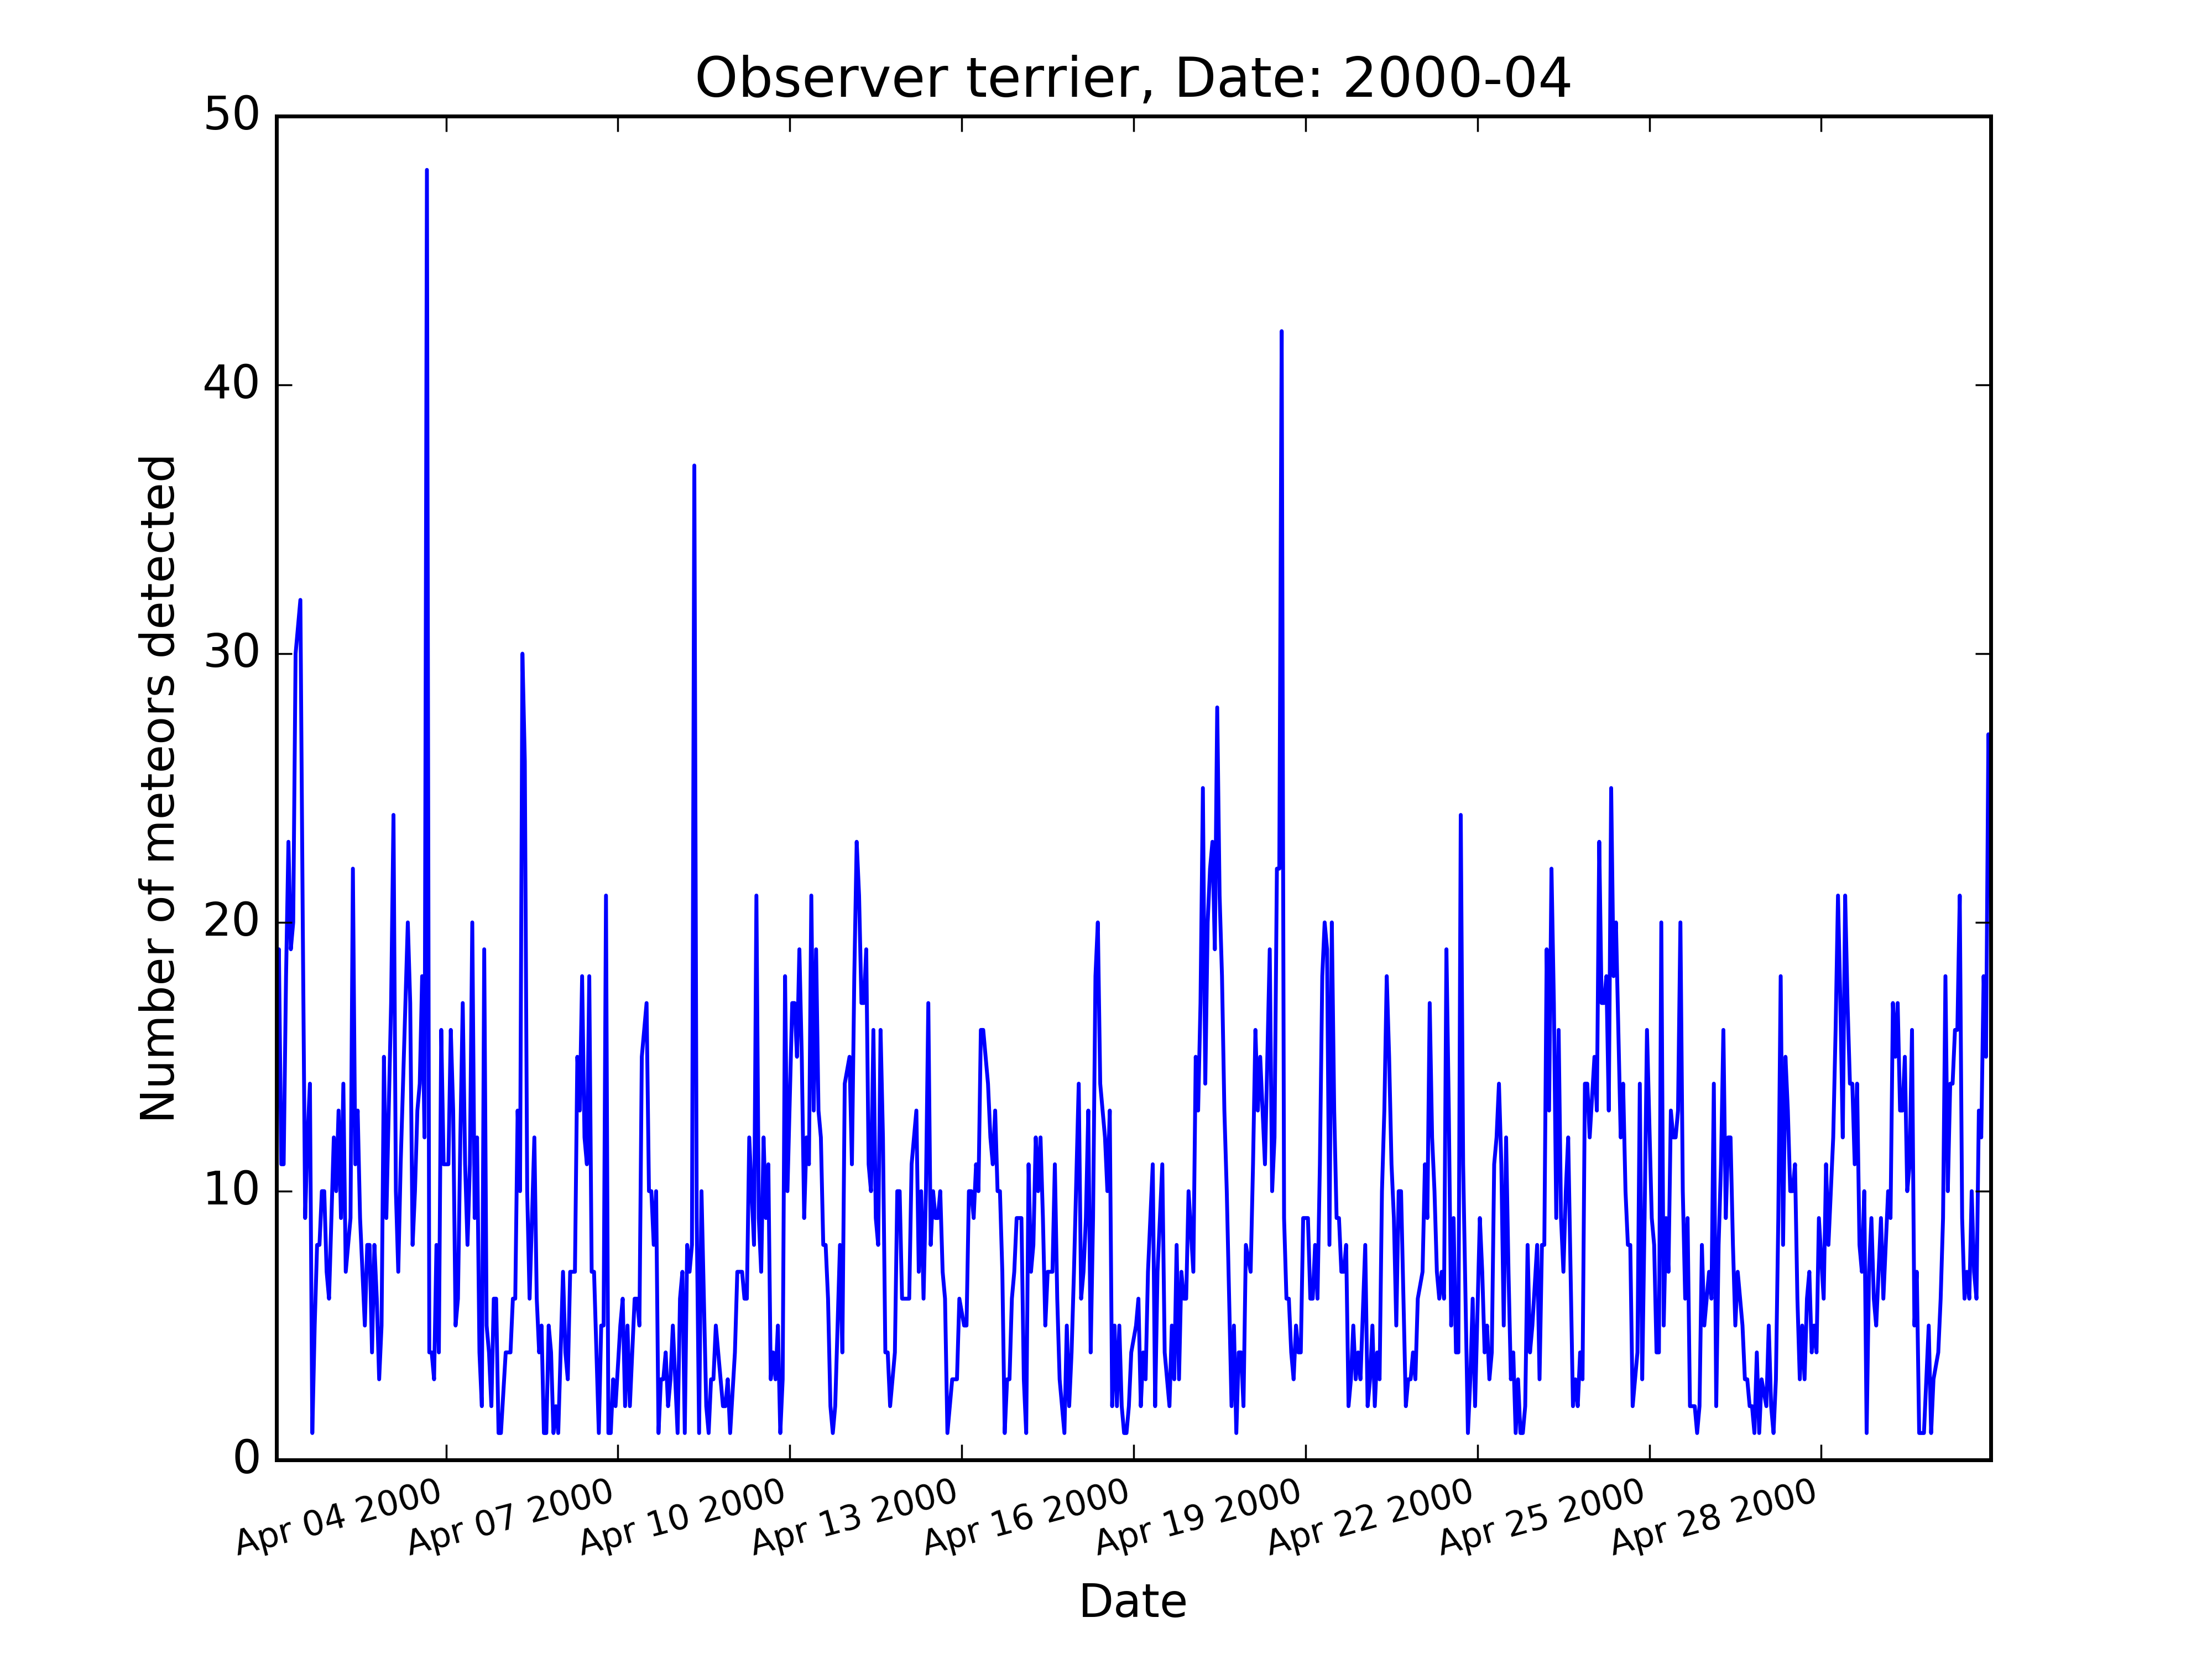 Observer terrier, Date: 2000-04
Number of meteors detected
50
40
30
20
10
0
Apr 04 2000
Apr 07 2000
Apr 10 2000
Apr 13 2000
Apr 16 2000
Apr 19 2000
Apr 22 2000
Apr 25 2000
Apr 28 2000
Date